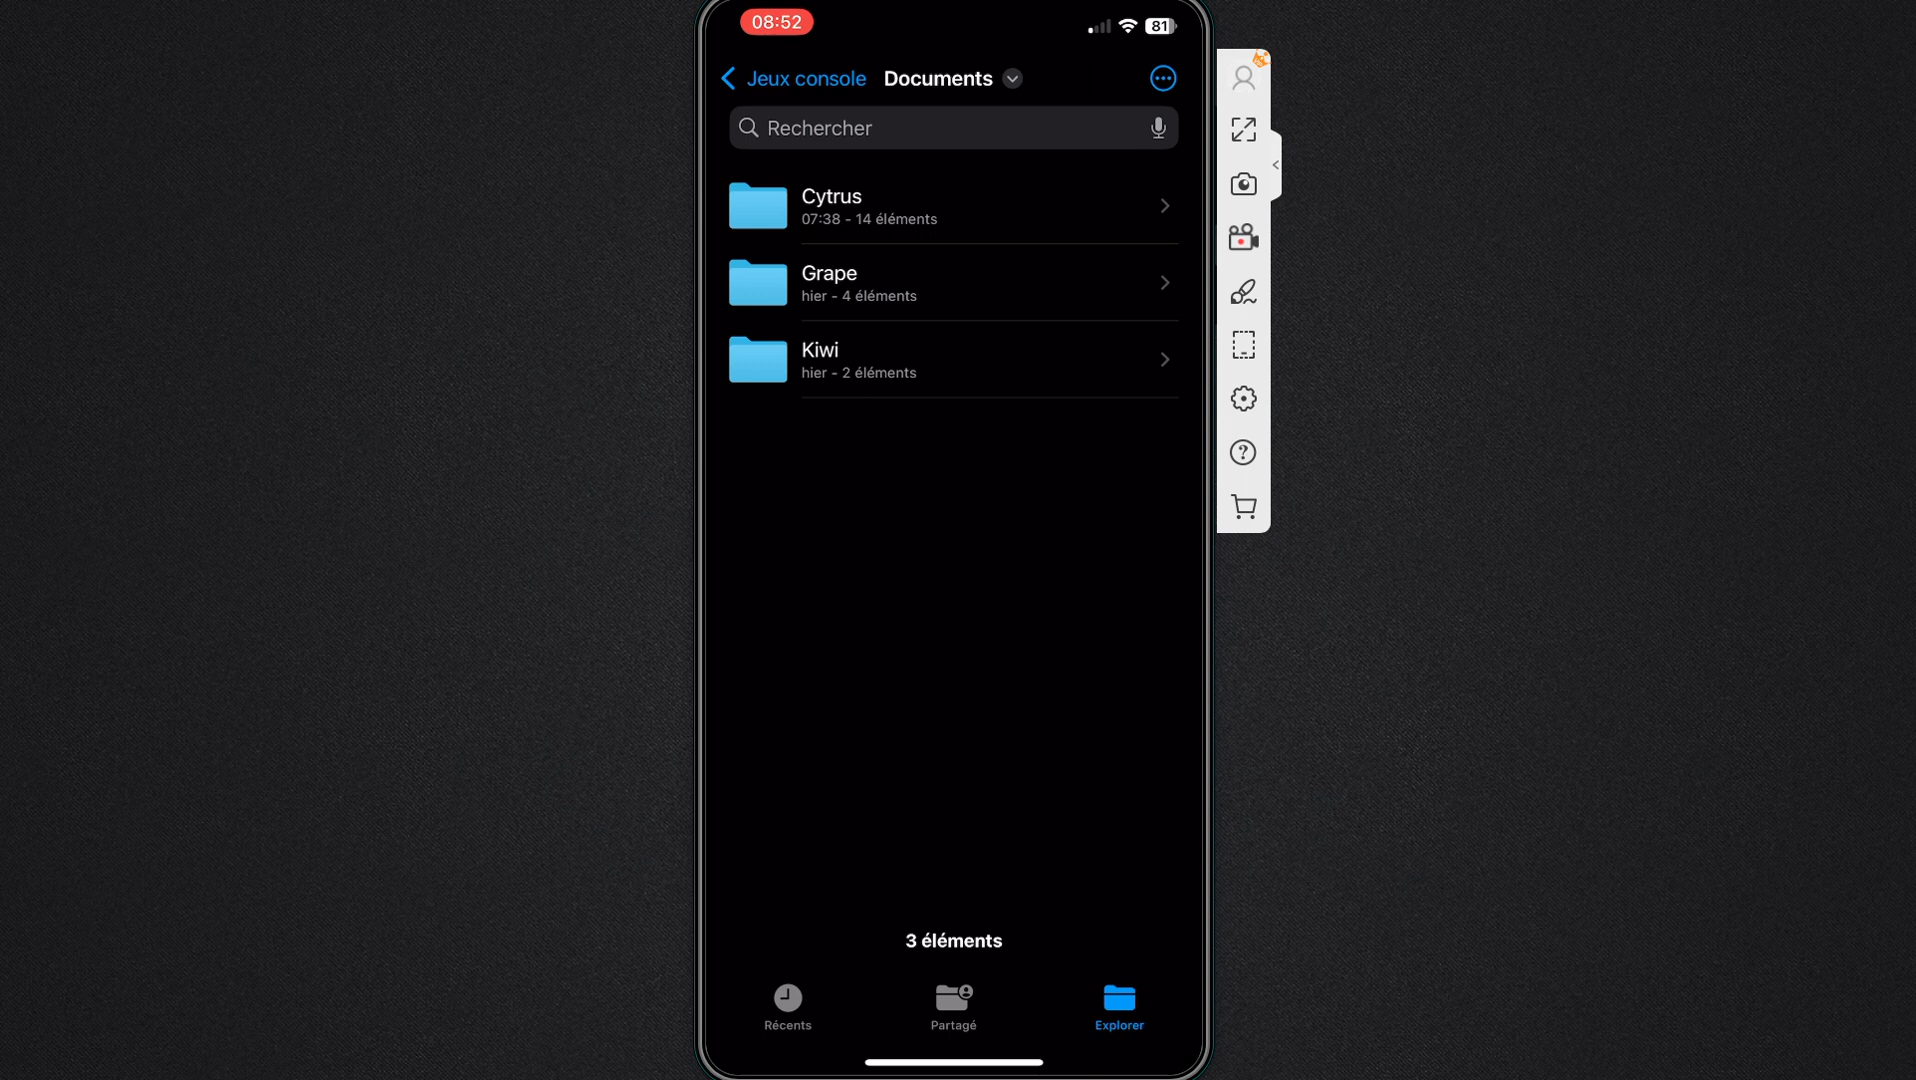 08:52
81
Jeux console Documents
Rechercher
Cytrus
07:38 - 14 éléments
Grape
hier - 4 éléments
Kiwi
hier - 2 éléments
3 éléments
Récents Partagé Explorer